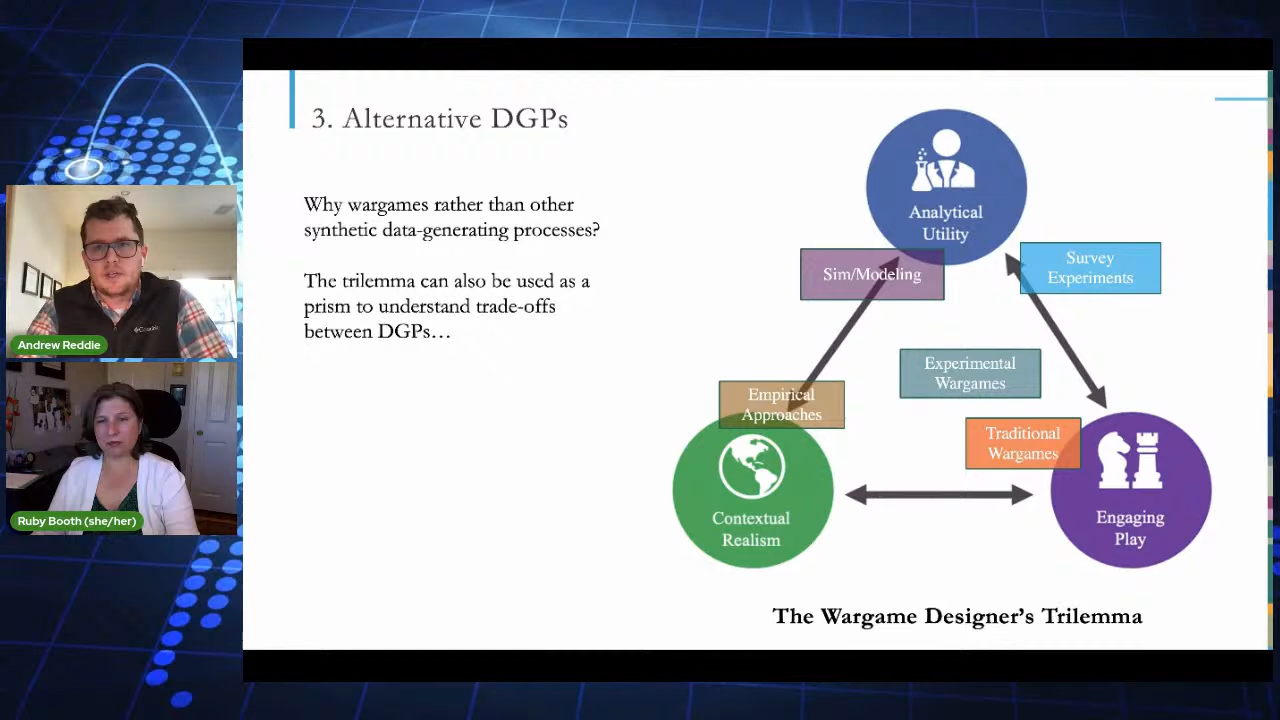 3. Alternative DGPs
Why wargames rather than other
synthetic data-generating processes?
The trilemma can also be used as a
prism to understand trade-offs
between DGPs…
Analytical
Utility
Sim/Modeling
Survey
Experiments
Experimental
Wargames
Empirical
Approaches
Traditional
Wargames
Contextual
Realism
Engaging
Play
The Wargame Designer’s Trilemma
Andrew Reddie
Columbia
Ruby Booth (she/her)